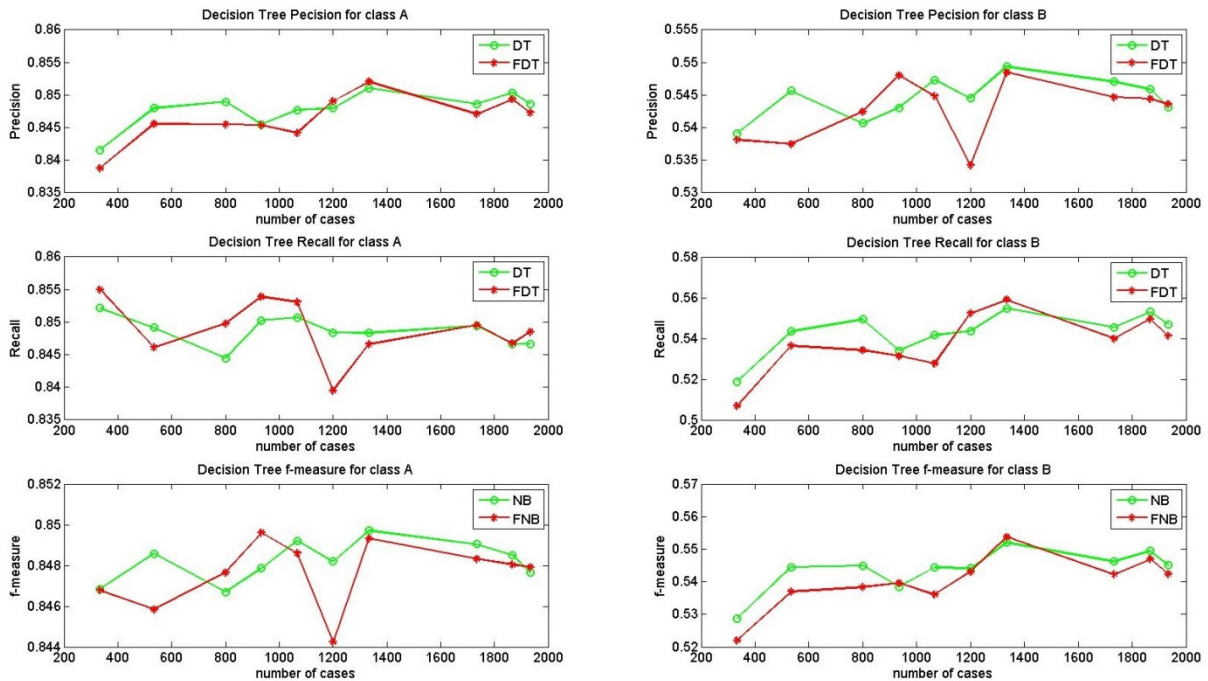 Decision Tree Pecision for class A
0.86
0.855
0.85
0.845
0.84
0.835
Precision
DT
FDT
200 400 600 800 1000 1200 1400 1600 1800 2000
number of cases
Decision Tree Pecision for class B
0.555
0.55
0.545
0.54
0.535
0.53
Precision
DT
FDT
200 400 600 800 1000 1200 1400 1600 1800 2000
number of cases
Decision Tree Recall for class A
0.86
0.855
0.85
0.845
0.84
0.835
Recall
DT
FDT
200 400 600 800 1000 1200 1400 1600 1800 2000
number of cases
Decision Tree Recall for class B
0.58
0.56
0.54
0.52
0.5
Recall
DT
FDT
200 400 600 800 1000 1200 1400 1600 1800 2000
number of cases
Decision Tree f-measure for class A
0.852
0.85
0.848
0.846
0.844
f-measure
NB
FNB
200 400 600 800 1000 1200 1400 1600 1800 2000
number of cases
Decision Tree f-measure for class B
0.57
0.56
0.55
0.54
0.53
0.52
f-measure
NB
FNB
200 400 600 800 1000 1200 1400 1600 1800 2000
number of cases